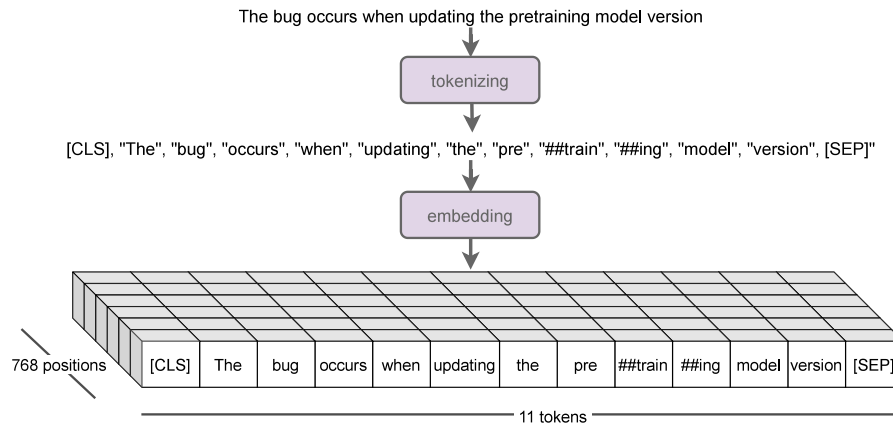 The bug occurs when updating the pretraining model version
tokenizing
[CLS], "The", "bug", "occurs", "when", "updating", "the", "pre", "##train", "##ing", "model", "version", [SEP]"
embedding
768 positions
[CLS] The bug occurs when updating the pre ##train ##ing model version [SEP]
11 tokens